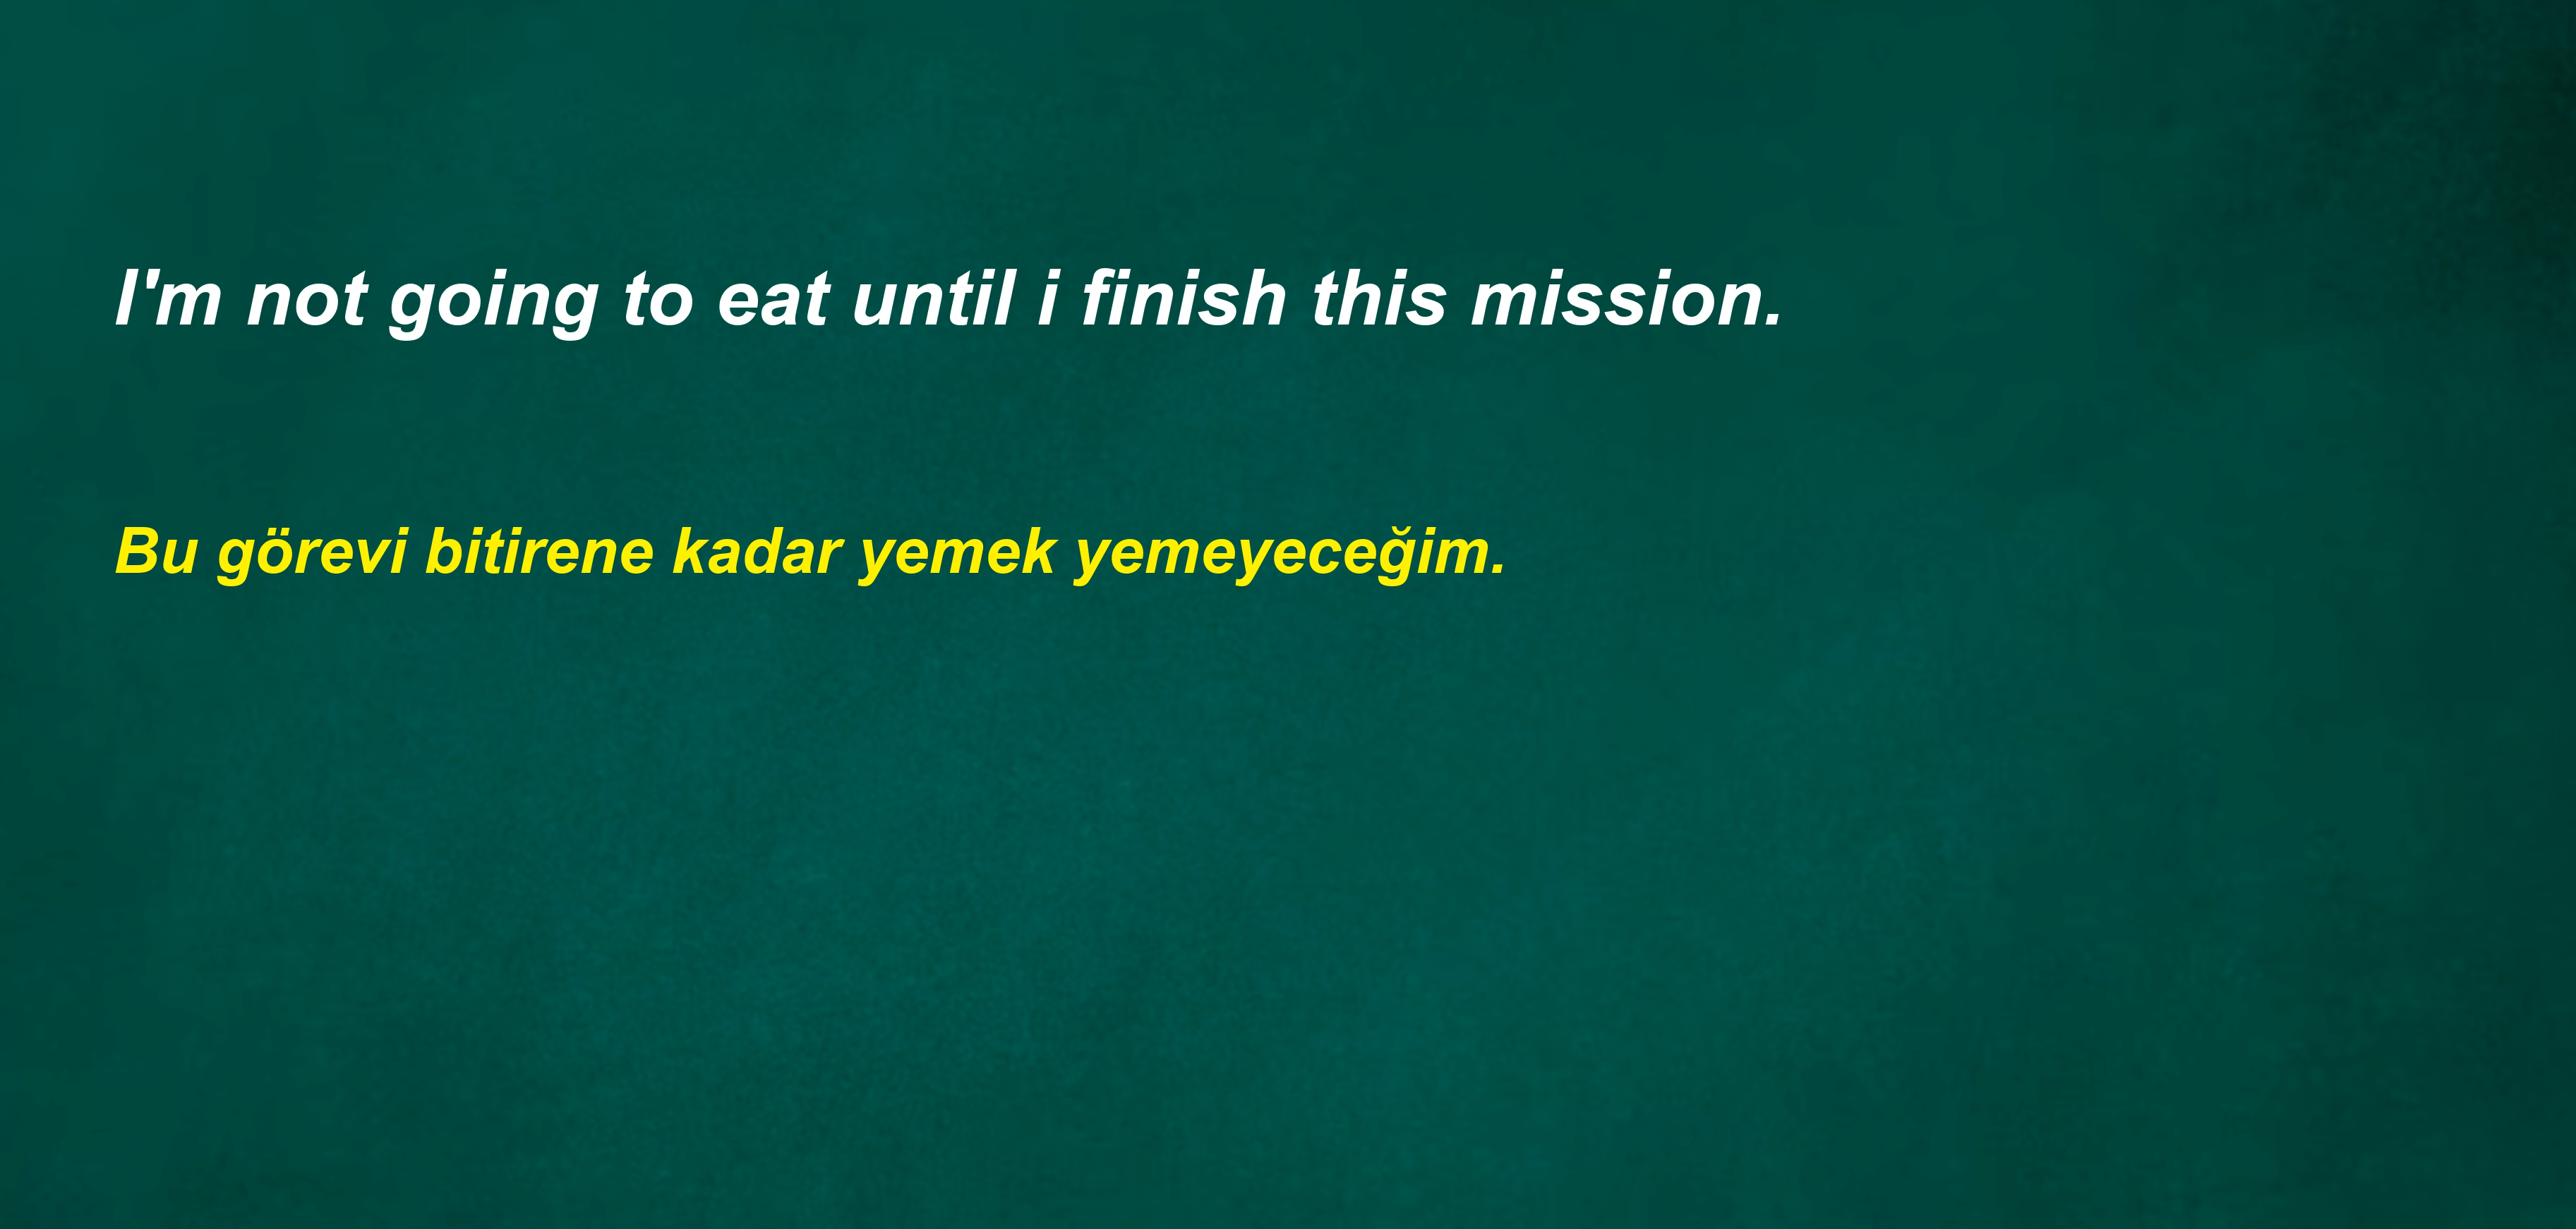 I'm not going to eat until i finish this mission.
Bu görevi bitirene kadar yemek yemeyeceğim.